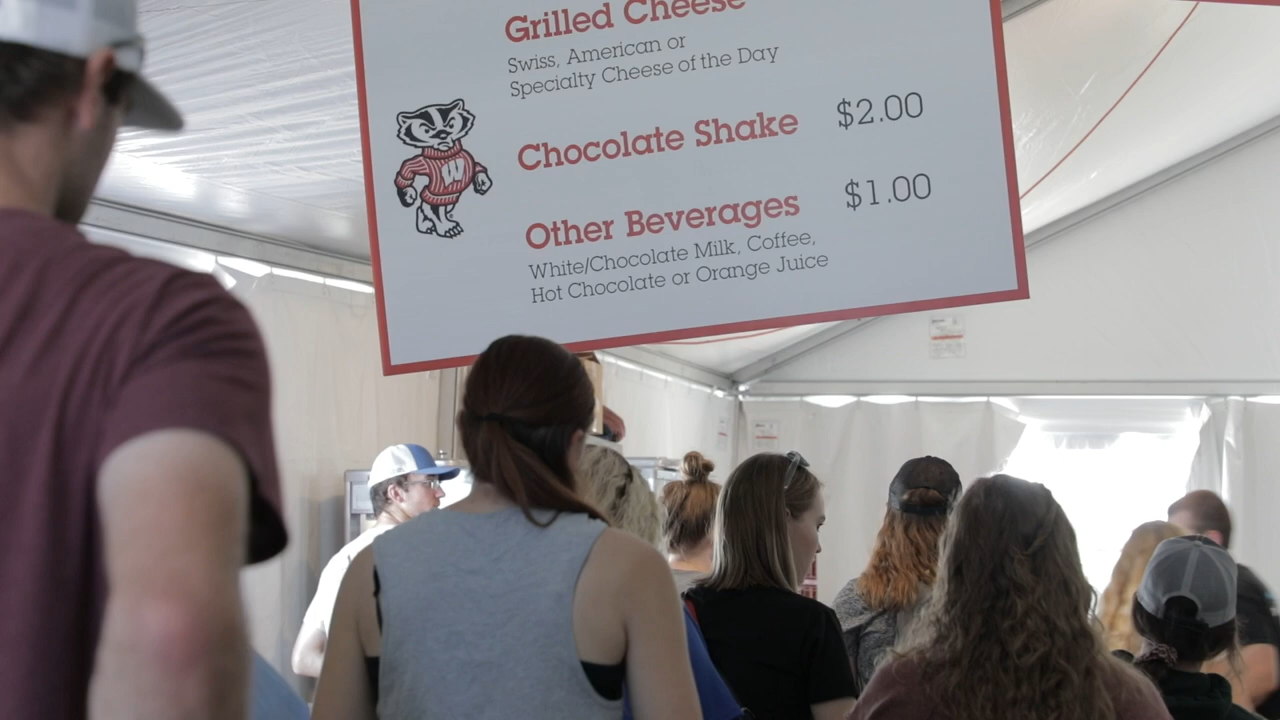 Grilled Cheese
Swiss, American or
Specialty Cheese of the Day
Chocolate Shake $2.00
W
Other Beverages $1.00
White/Chocolate Milk, Coffee,
Hot Chocolate or Orange Juice